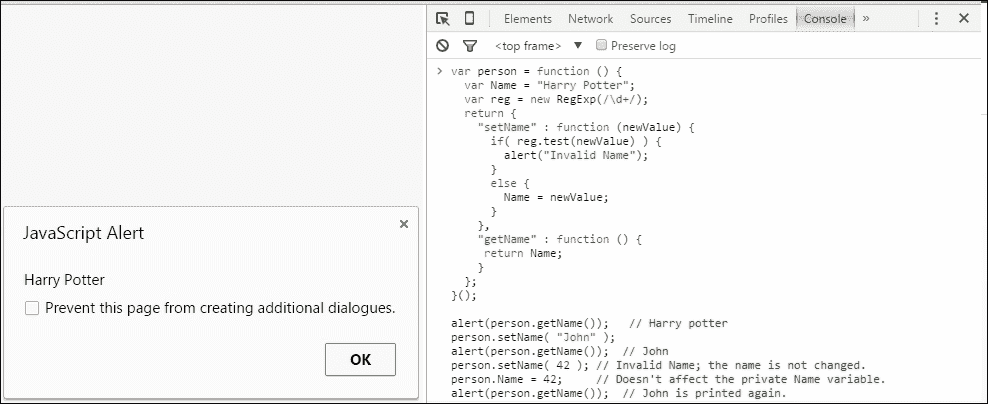 Elements Network Sources Timeline Profiles Console »
<top frame> ▼ Preserve log
> var person = function () {
var Name = "Harry Potter";
var reg = new RegExp(/\d+/);
return {
"setName" : function (newValue) {
if( reg.test(newValue) ) {
alert("Invalid Name");
}
else {
Name = newValue;
}
},
"getName" : function () {
return Name;
}
};
}();
alert(person.getName());   // Harry potter
person.setName( "John" );
alert(person.getName());  // John
person.setName( 42 ); // Invalid Name; the name is not changed.
person.Name = 42;     // Doesn't affect the private Name variable.
alert(person.getName());  // John is printed again.
JavaScript Alert
Harry Potter
Prevent this page from creating additional dialogues.
OK